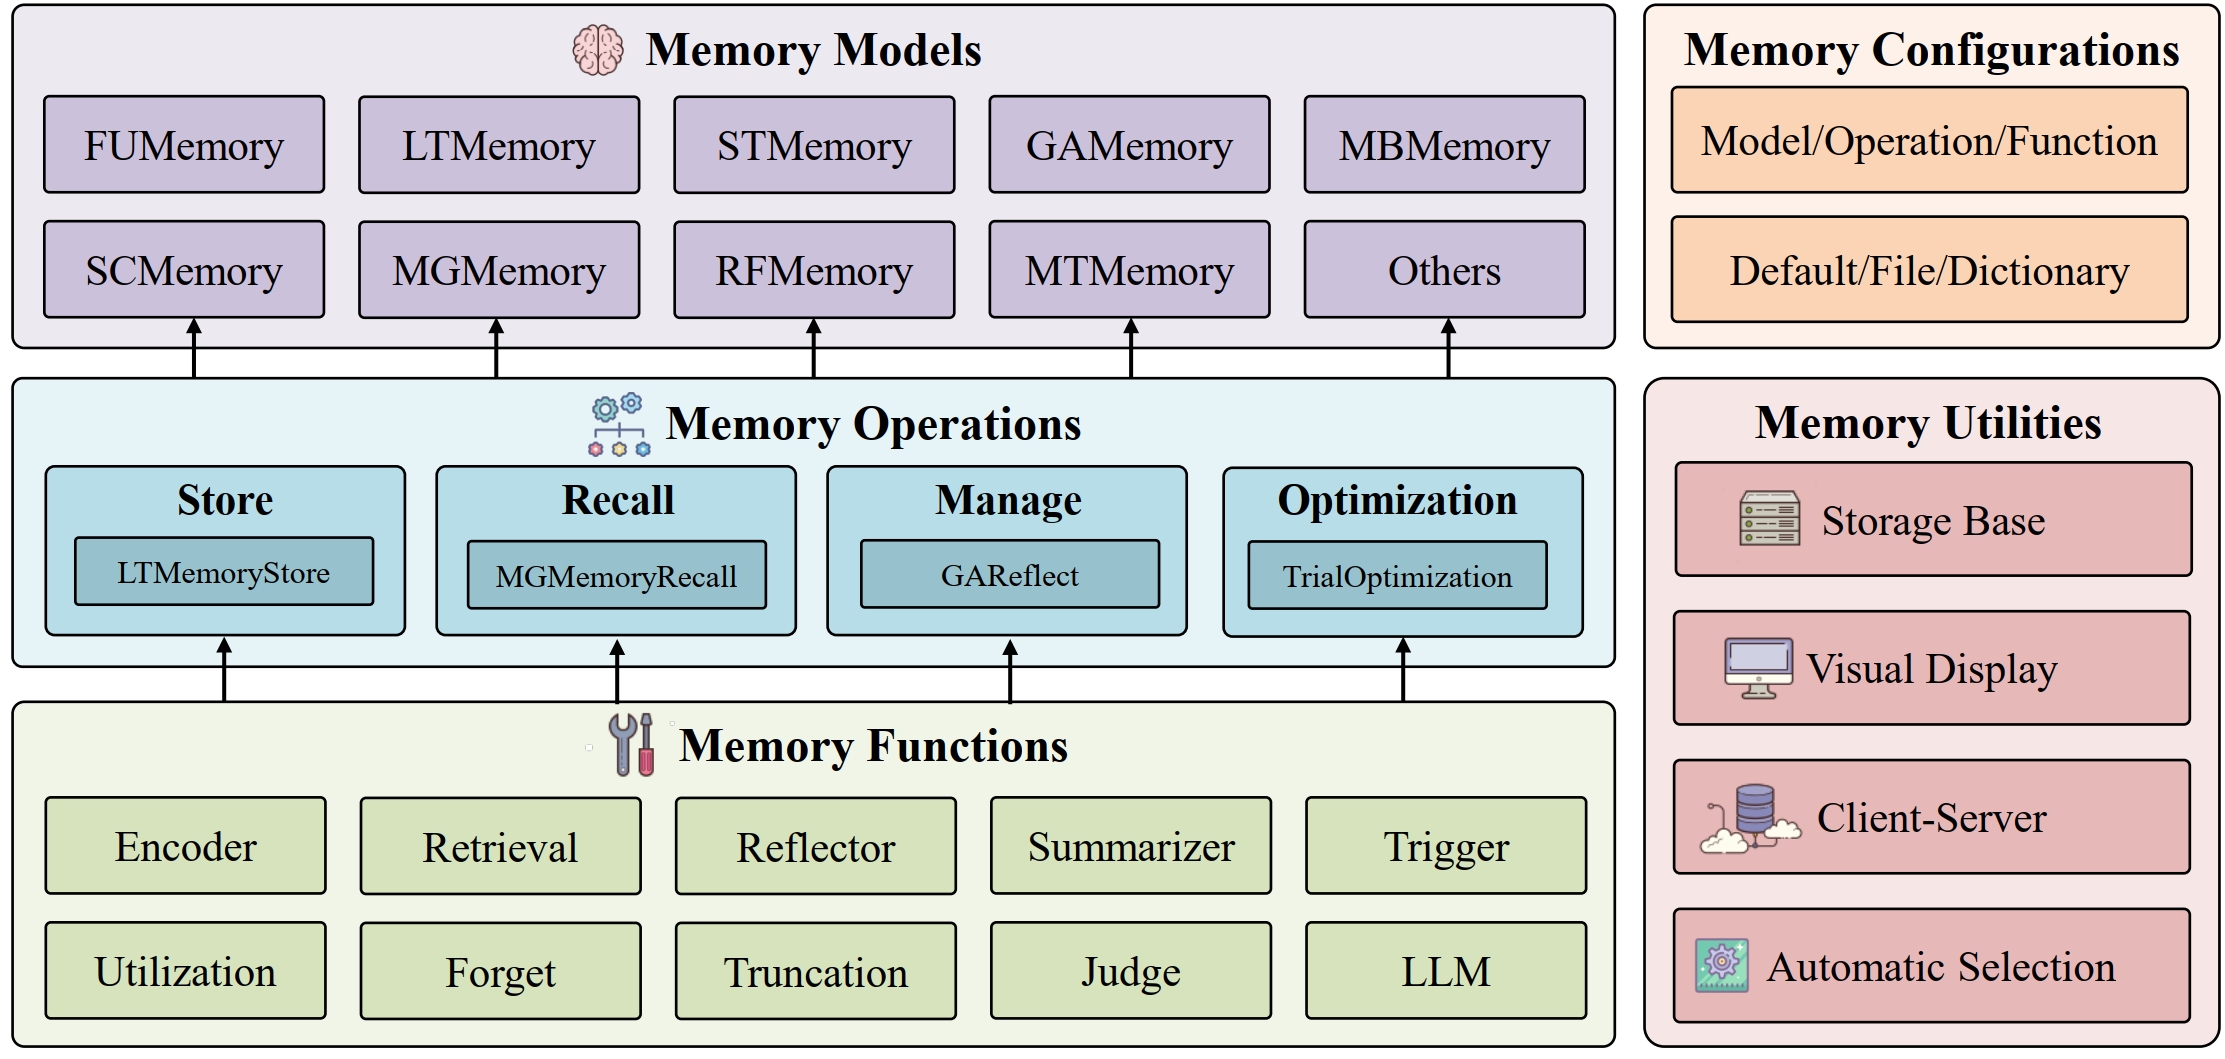 Memory Models
FUMemory
LTMemory
STMemory
GAMemory
MBMemory
SCMemory
MGMemory
RFMemory
MTMemory
Others
Memory Operations
Store
LTMemoryStore
Recall
MGMemoryRecall
Manage
GAReflect
Optimization
TrialOptimization
Memory Functions
Encoder
Retrieval
Reflector
Summarizer
Trigger
Utilization
Forget
Truncation
Judge
LLM
Memory Configurations
Model/Operation/Function
Default/File/Dictionary
Memory Utilities
Storage Base
Visual Display
Client-Server
Automatic Selection